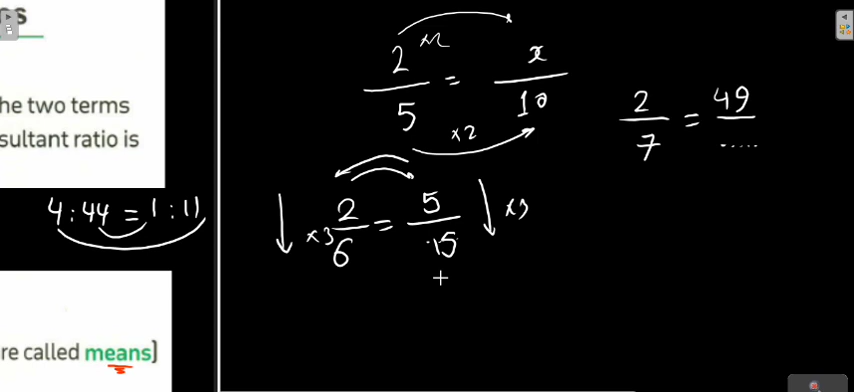 he two terms
sultant ratio is
4:44 = 1:11
re called means]
2/5 = x/10
×2
2/6 = 5/15
×3 ×3
2/7 = 49/.....